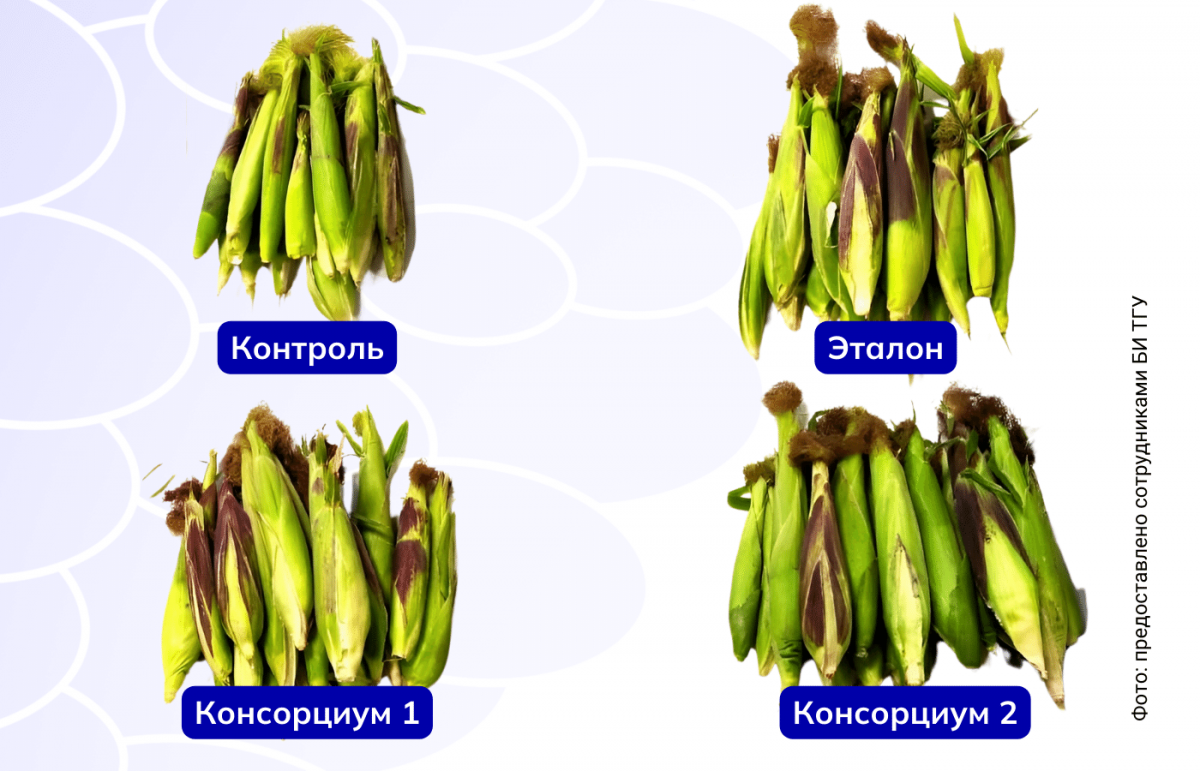 Контроль
Эталон
Консорциум 1
Консорциум 2
Фото: предоставлено сотрудниками БИ ТГУ